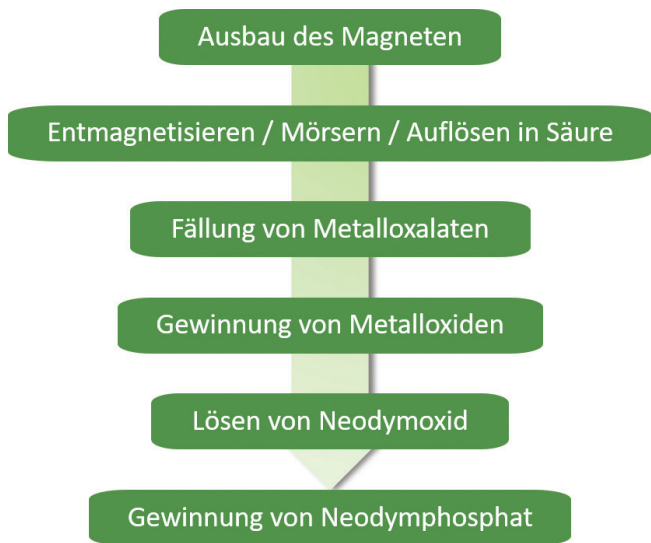 Ausbau des Magneten
Entmagnetisieren / Mörsern / Auflösen in Säure
Fällung von Metalloxalaten
Gewinnung von Metalloxiden
Lösen von Neodymoxid
Gewinnung von Neodymphosphat